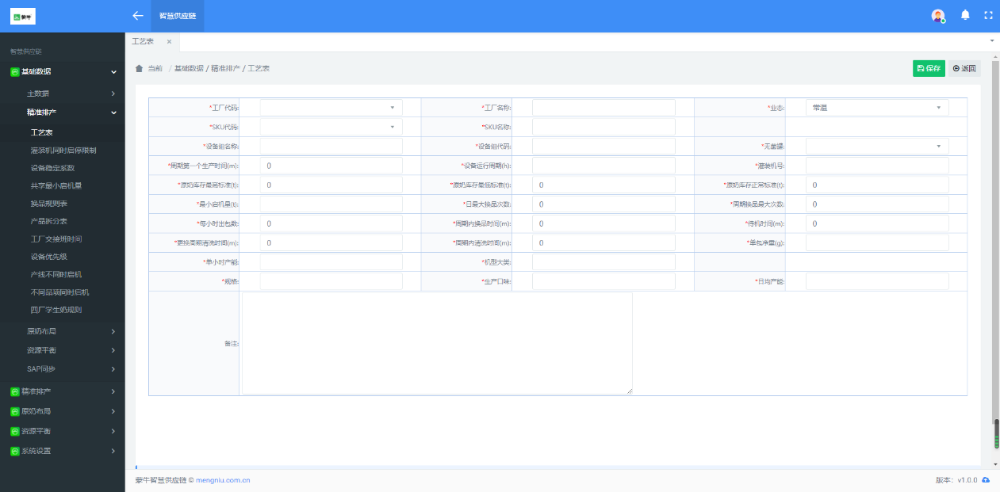 蒙牛
智慧供应链
工艺表 ×
智慧供应链
基础数据
主数据
精准排产
工艺表
灌装机同时启停限制
设备稳定系数
共享最小启机量
换品规则表
产品拆分表
工厂交接班时间
设备优先级
产线不同时启机
不同品项同时启机
四厂学生奶规则
原奶布局
资源平衡
SAP同步
精准排产
原奶布局
资源平衡
系统设置
当前 / 基础数据 / 精准排产 / 工艺表
保存 返回
*工厂代码: *工厂名称: *业态: 常温
*SKU代码: *SKU名称:
*设备组名称: *设备组代码: *无菌罐:
*周期第一个生产时间(m): 0 *设备运行周期(h): *灌装机号:
*原奶库存最高标准(t): 0 *原奶库存最低标准(t): 0 *原奶库存正常标准(t): 0
*最小启机量(t): *日最大换品次数: 0 *周期换品最大次数: 0
*每小时出包数: 0 *周期内换品时间(m): 0 *待机时间(m): 0
*更换周期清洗时间(m): 0 *周期内清洗时间(m): 0 *单包净重(g):
*单小时产能: *机型大类:
*规格: *生产口味: *日均产能:
备注:
蒙牛智慧供应链 © mengniu.com.cn
版本: v1.0.0